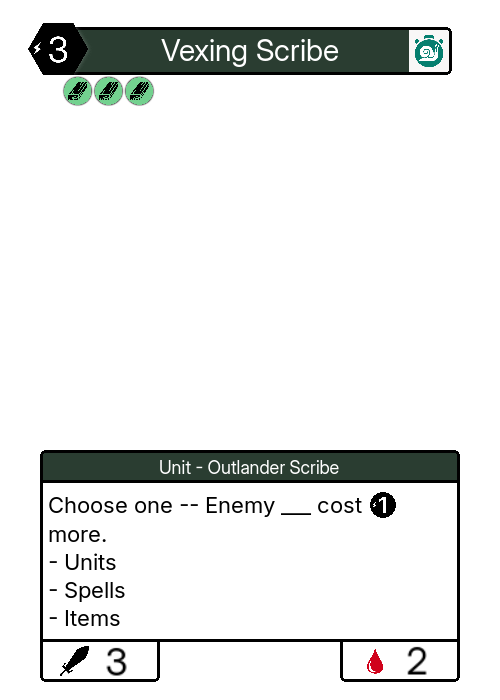 3 Vexing Scribe
Unit - Outlander Scribe
Choose one -- Enemy ___ cost 1
more.
- Units
- Spells
- Items
3 2